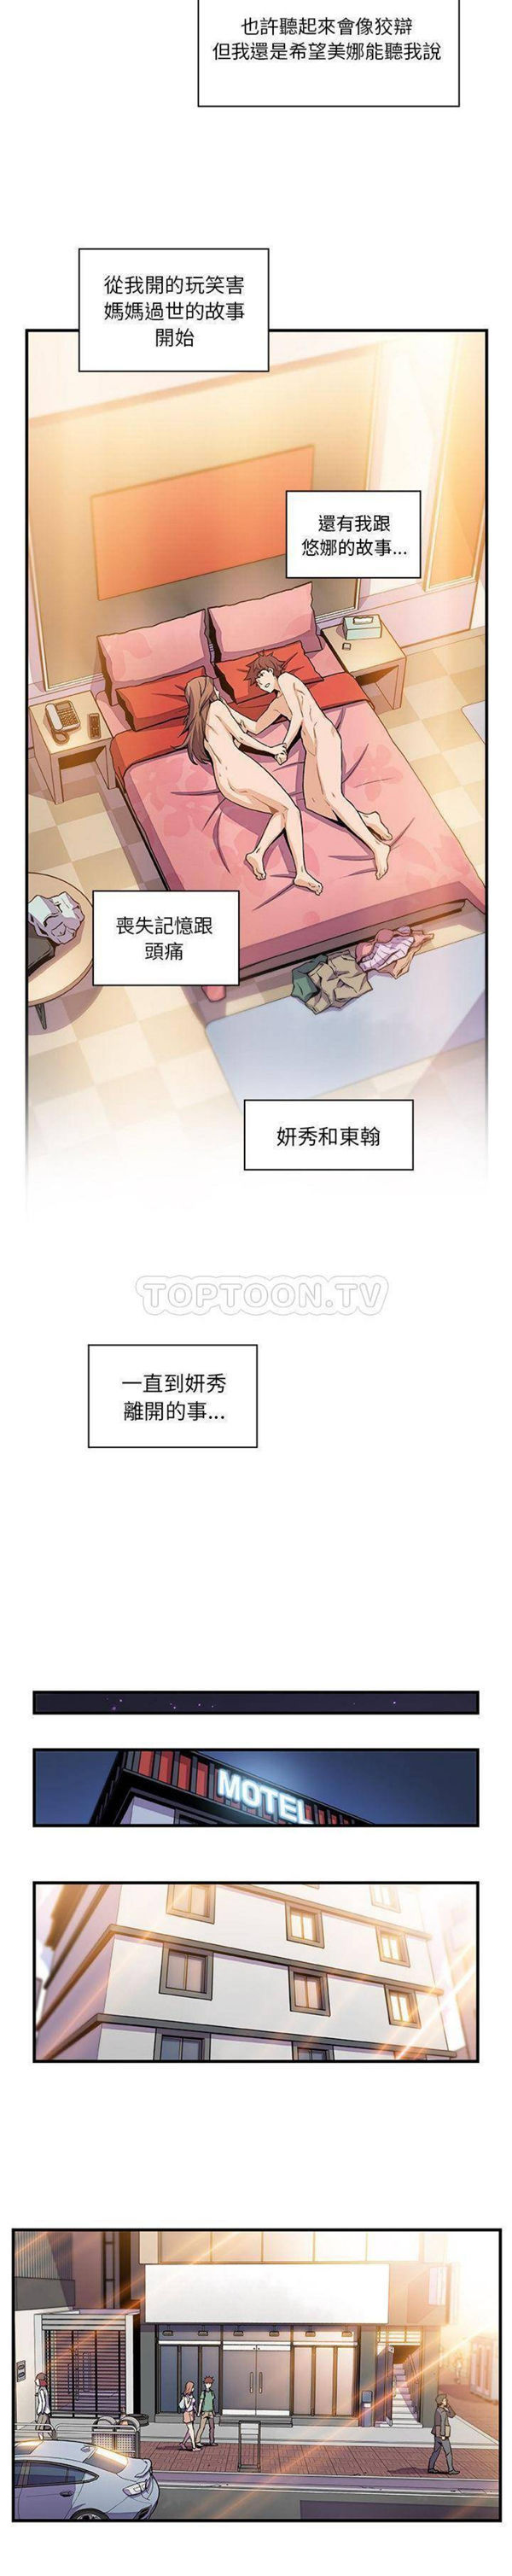 也許聽起來會像狡辯
但我還是希望美娜能聽我說
從我開的玩笑害
媽媽過世的故事
開始
還有我跟
悠娜的故事...
喪失記憶跟
頭痛
妍秀和東翰
TOPTOON.TV
一直到妍秀
離開的事...
MOTEL